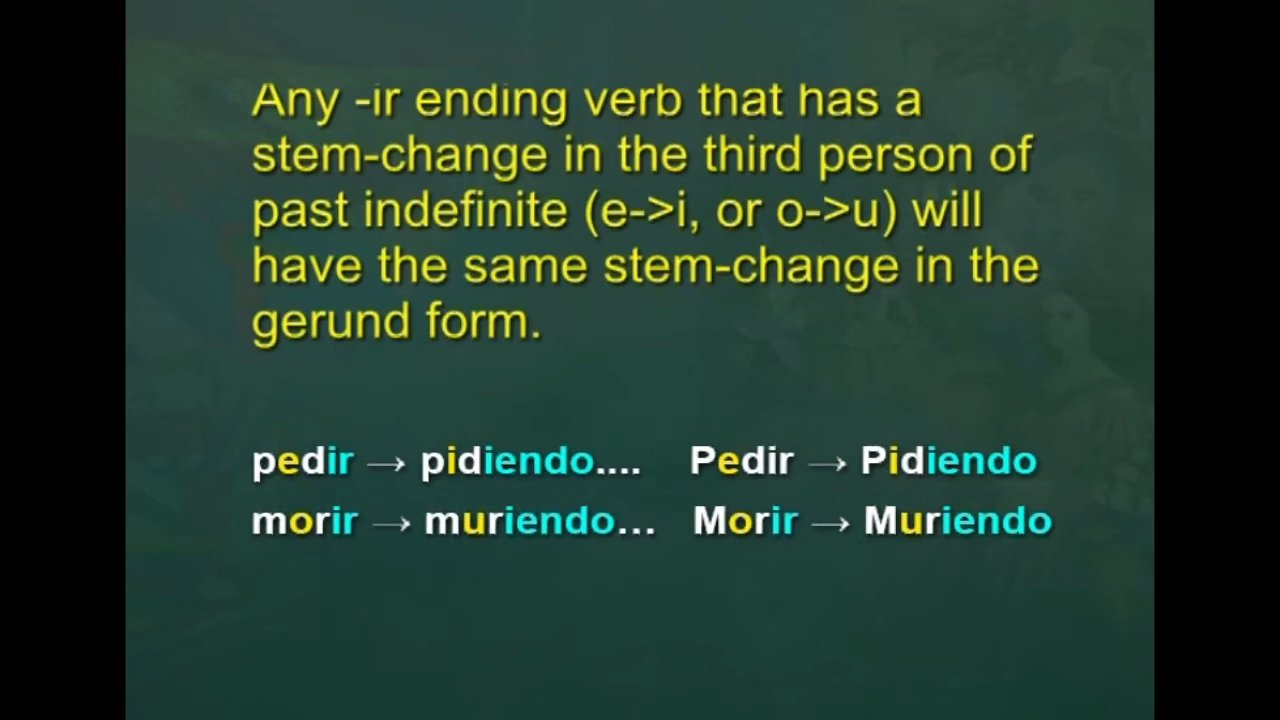 Any -ir ending verb that has a
stem-change in the third person of
past indefinite (e->i, or o->u) will
have the same stem-change in the
gerund form.
pedir → pidiendo.... Pedir → Pidiendo
morir → muriendo... Morir → Muriendo